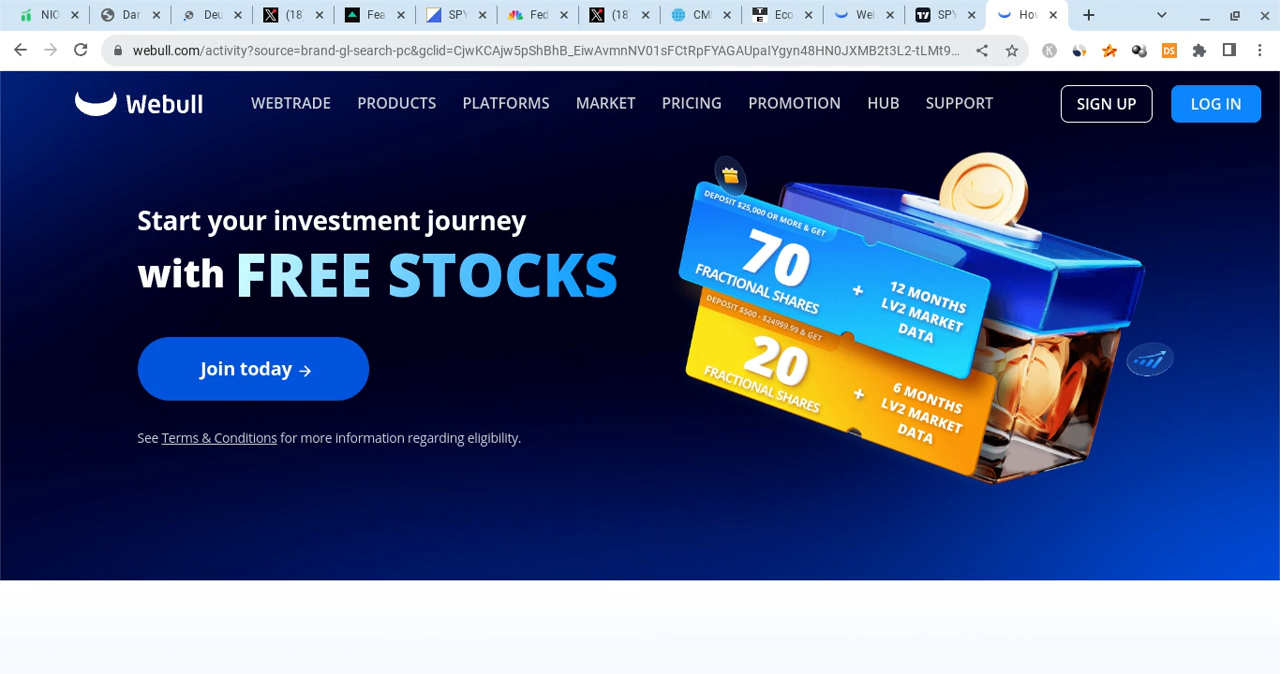 NIO
Dar
Deu
(18
Fea
SPY
Fed
(18
CM
Eco
Wel
SPY
Hov
webull.com/activity?source=brand-gl-search-pc&gclid=CjwKCAjw5pShBhB_EiwAvmnNV01sFCtRpFYAGAUpaIYgyn48HN0JXMB2t3L2-tLMt9...
K
DS
Webull
WEBTRADE
PRODUCTS
PLATFORMS
MARKET
PRICING
PROMOTION
HUB
SUPPORT
SIGN UP
LOG IN
Start your investment journey
with FREE STOCKS
Join today →
See Terms & Conditions for more information regarding eligibility.
DEPOSIT $25,000 OR MORE & GET
70
FRACTIONAL SHARES
+
12 MONTHS
LV2 MARKET
DATA
DEPOSIT $500 - $24999.99 & GET
20
FRACTIONAL SHARES
+
6 MONTHS
LV2 MARKET
DATA